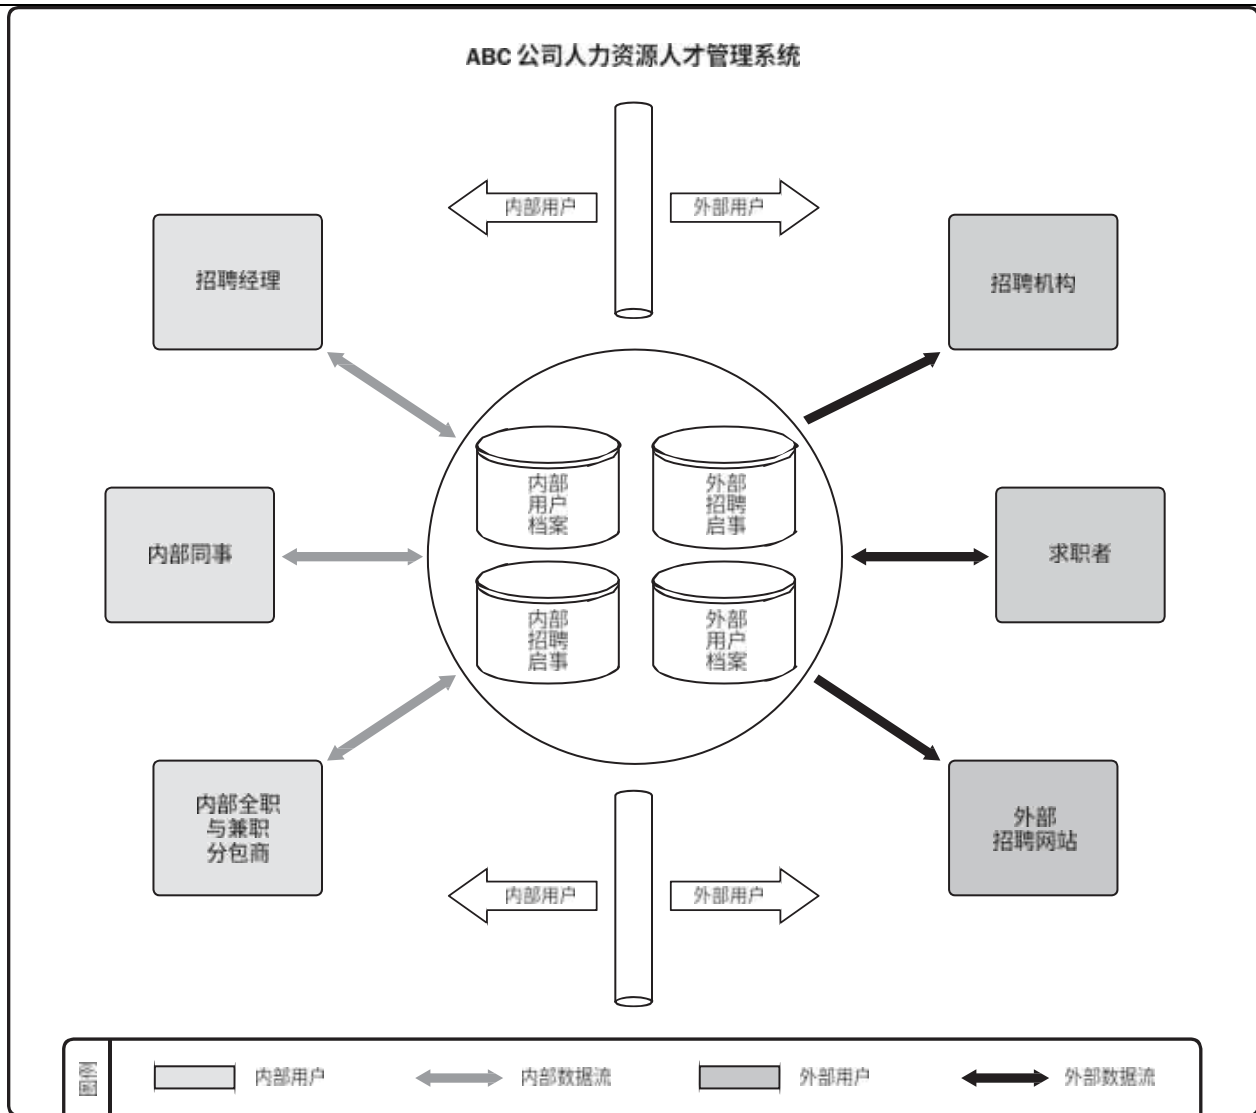 ABC 公司人力资源人才管理系统
内部用户
外部用户
招聘经理
招聘机构
内部
用户
档案
外部
招聘
启事
内部同事
求职者
内部
招聘
启事
外部
用户
档案
内部全职
与兼职
分包商
外部
招聘网站
内部用户
外部用户
图例
内部用户
内部数据流
外部用户
外部数据流